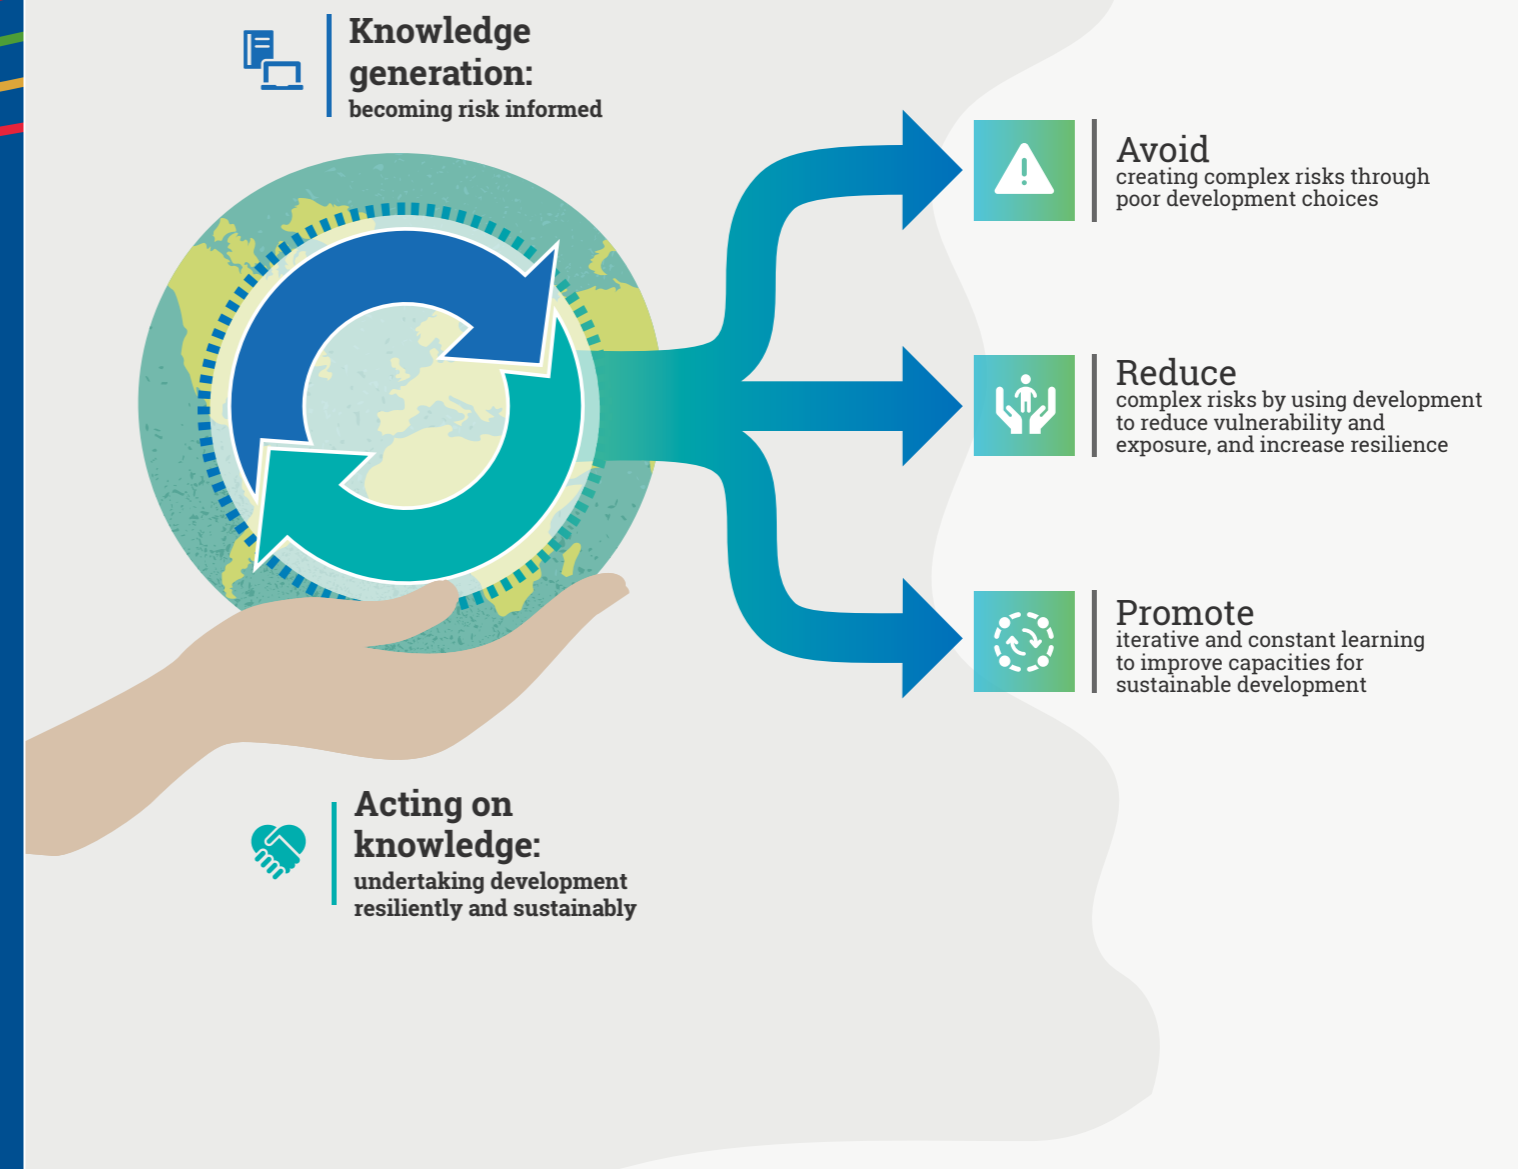 Knowledge
generation:
becoming risk informed
Avoid
creating complex risks through
poor development choices
Reduce
complex risks by using development
to reduce vulnerability and
exposure, and increase resilience
Promote
iterative and constant learning
to improve capacities for
sustainable development
Acting on
knowledge:
undertaking development
resiliently and sustainably